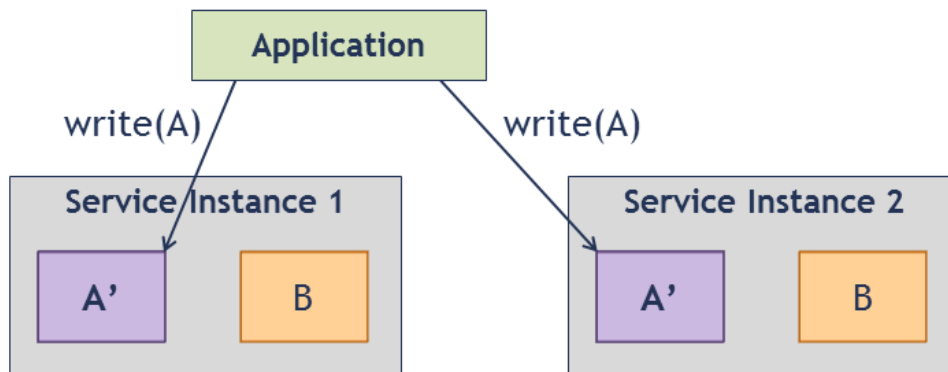 Application
write(A)
write(A)
Service Instance 1
Service Instance 2
A’
B
A’
B